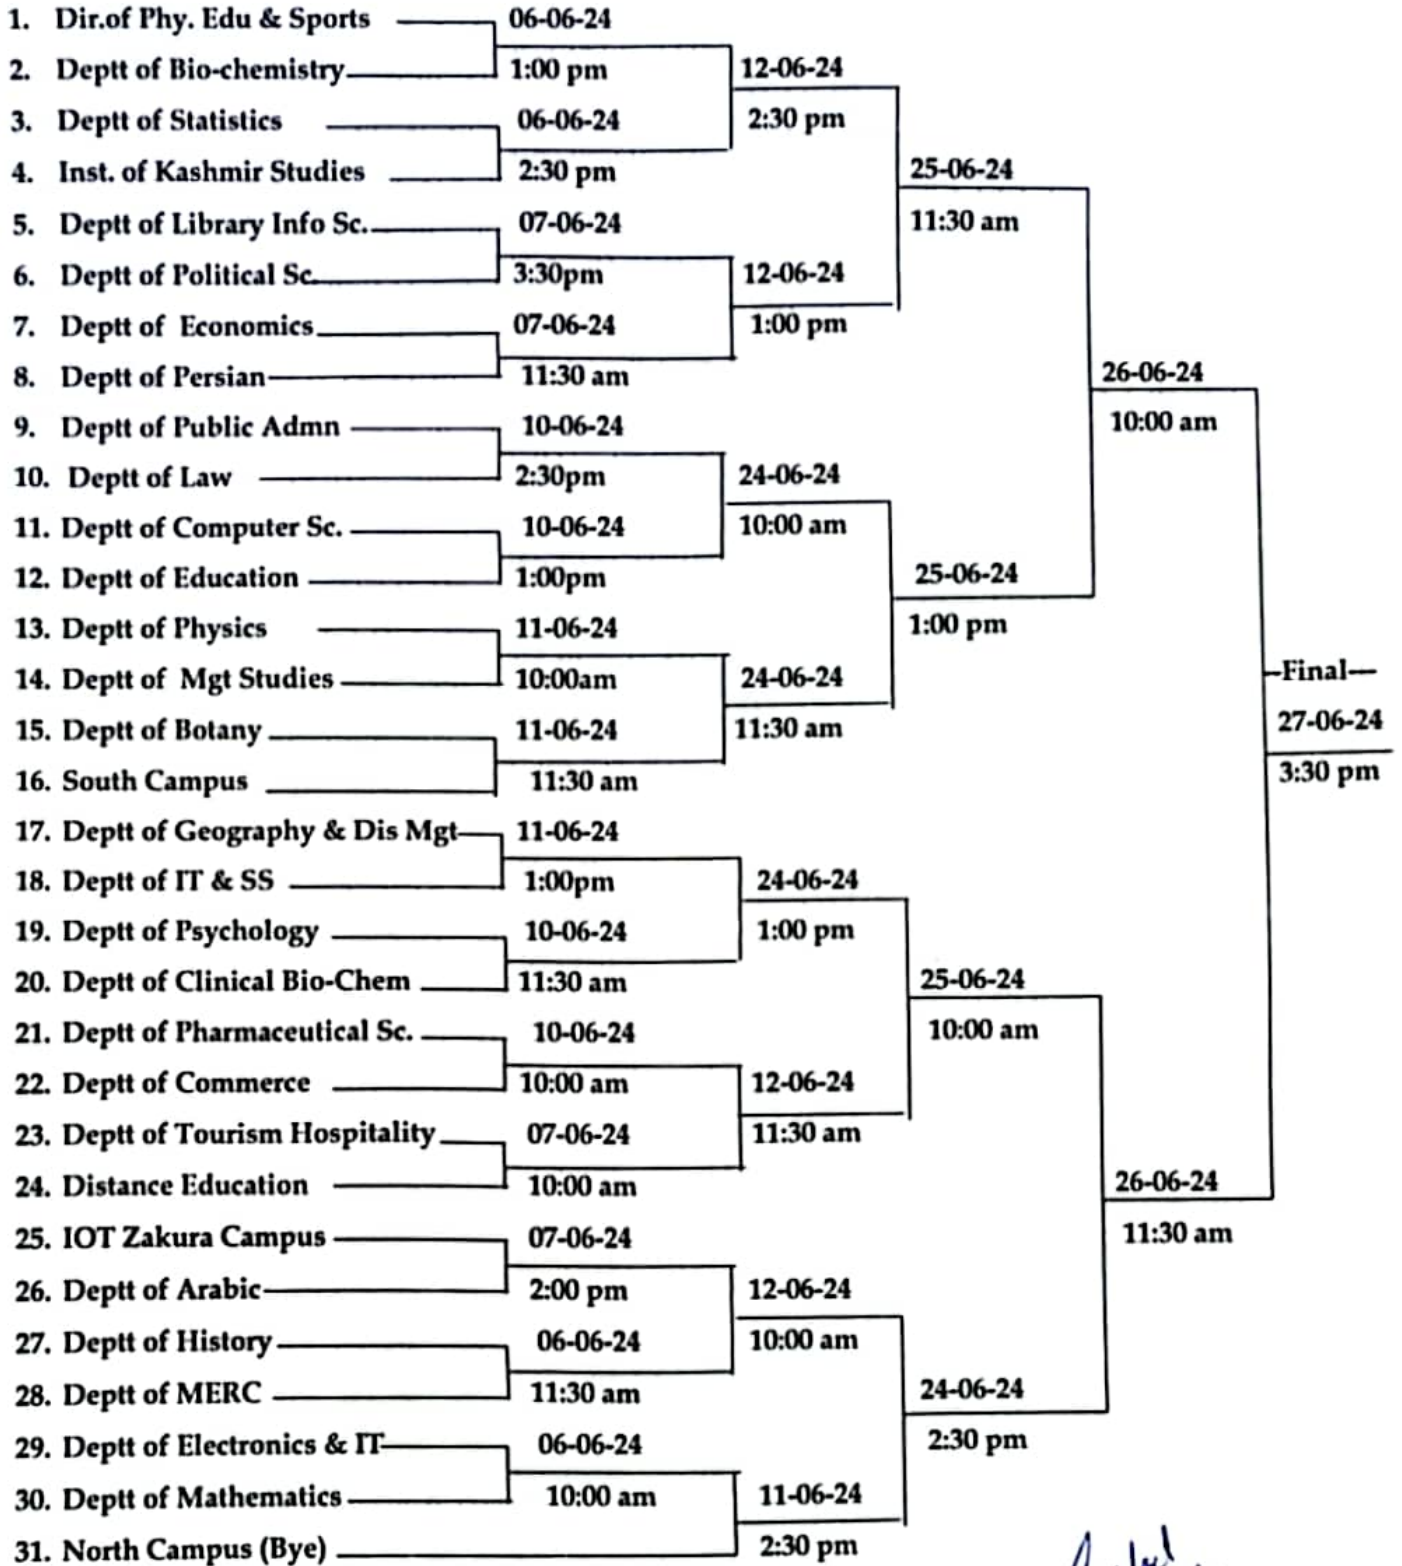 1. Dir.of Phy. Edu & Sports 06-06-24
2. Deptt of Bio-chemistry 1:00 pm 12-06-24
3. Deptt of Statistics 06-06-24 2:30 pm
4. Inst. of Kashmir Studies 2:30 pm 25-06-24
5. Deptt of Library Info Sc. 07-06-24 11:30 am
6. Deptt of Political Sc. 3:30pm 12-06-24
7. Deptt of Economics 07-06-24 1:00 pm
8. Deptt of Persian 11:30 am 26-06-24
9. Deptt of Public Admn 10-06-24 10:00 am
10. Deptt of Law 2:30pm 24-06-24
11. Deptt of Computer Sc. 10-06-24 10:00 am
12. Deptt of Education 1:00pm 25-06-24
13. Deptt of Physics 11-06-24 1:00 pm
14. Deptt of Mgt Studies 10:00am 24-06-24 Final
15. Deptt of Botany 11-06-24 11:30 am 27-06-24
16. South Campus 11:30 am 3:30 pm
17. Deptt of Geography & Dis Mgt 11-06-24
18. Deptt of IT & SS 1:00pm 24-06-24
19. Deptt of Psychology 10-06-24 1:00 pm
20. Deptt of Clinical Bio-Chem 11:30 am 25-06-24
21. Deptt of Pharmaceutical Sc. 10-06-24 10:00 am
22. Deptt of Commerce 10:00 am 12-06-24
23. Deptt of Tourism Hospitality 07-06-24 11:30 am
24. Distance Education 10:00 am 26-06-24
25. IOT Zakura Campus 07-06-24 11:30 am
26. Deptt of Arabic 2:00 pm 12-06-24
27. Deptt of History 06-06-24 10:00 am
28. Deptt of MERC 11:30 am 24-06-24
29. Deptt of Electronics & IT 06-06-24 2:30 pm
30. Deptt of Mathematics 10:00 am 11-06-24
31. North Campus (Bye) 2:30 pm